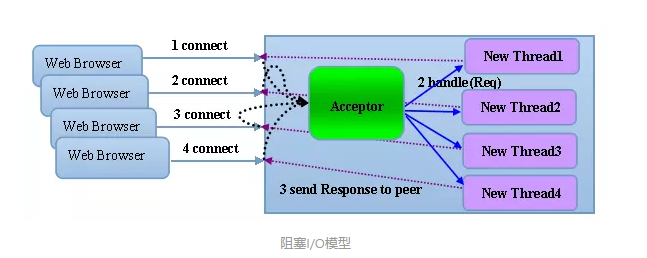 1 connect
Web Browser
2 connect
Web Browser
3 connect
Web Browser
4 connect
Web Browser
Acceptor
2 handle(Req)
New Thread1
New Thread2
New Thread3
New Thread4
3 send Response to peer
阻塞I/O模型